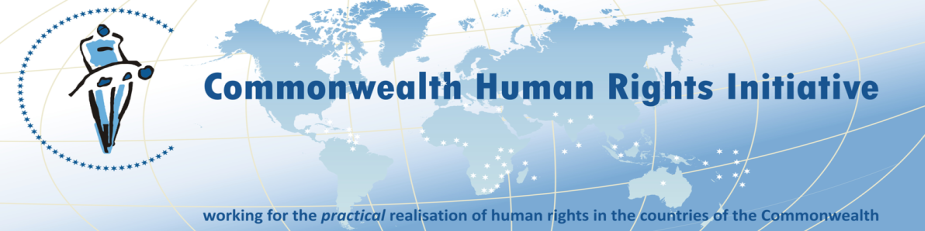 Commonwealth Human Rights Initiative
working for the practical realisation of human rights in the countries of the Commonwealth